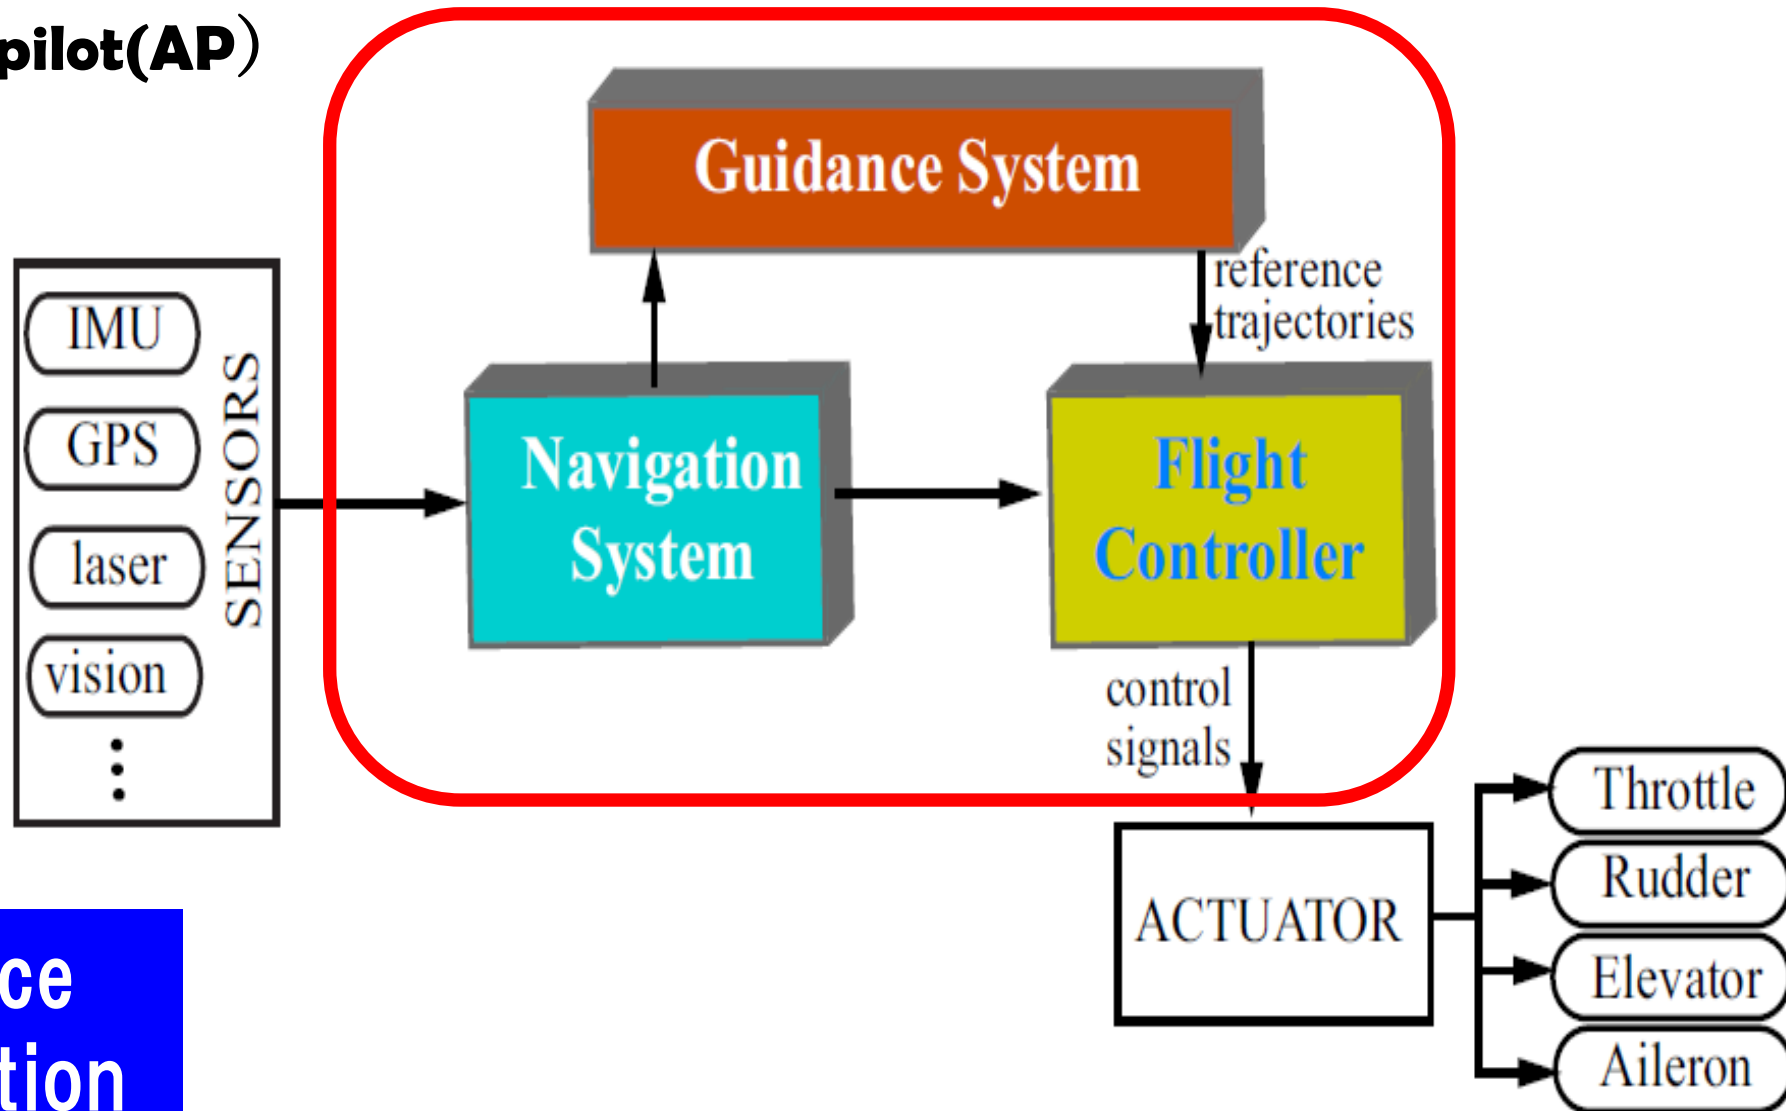 pilot(AP)
Guidance System
reference
trajectories
IMU
GPS
laser
vision
SENSORS
Navigation
System
Flight
Controller
control
signals
ACTUATOR
Throttle
Rudder
Elevator
Aileron
ce
tion